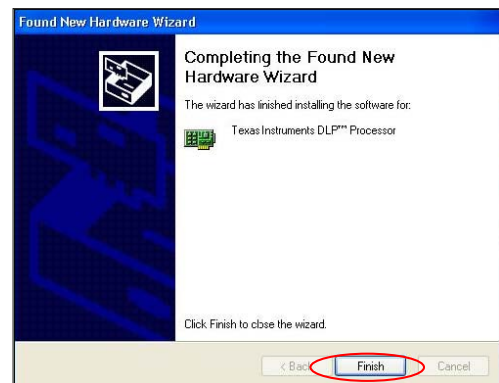 Found New Hardware Wizard
Completing the Found New
Hardware Wizard
The wizard has finished installing the software for:
Texas Instruments DLP™ Processor
Click Finish to close the wizard.
< Back
Finish
Cancel